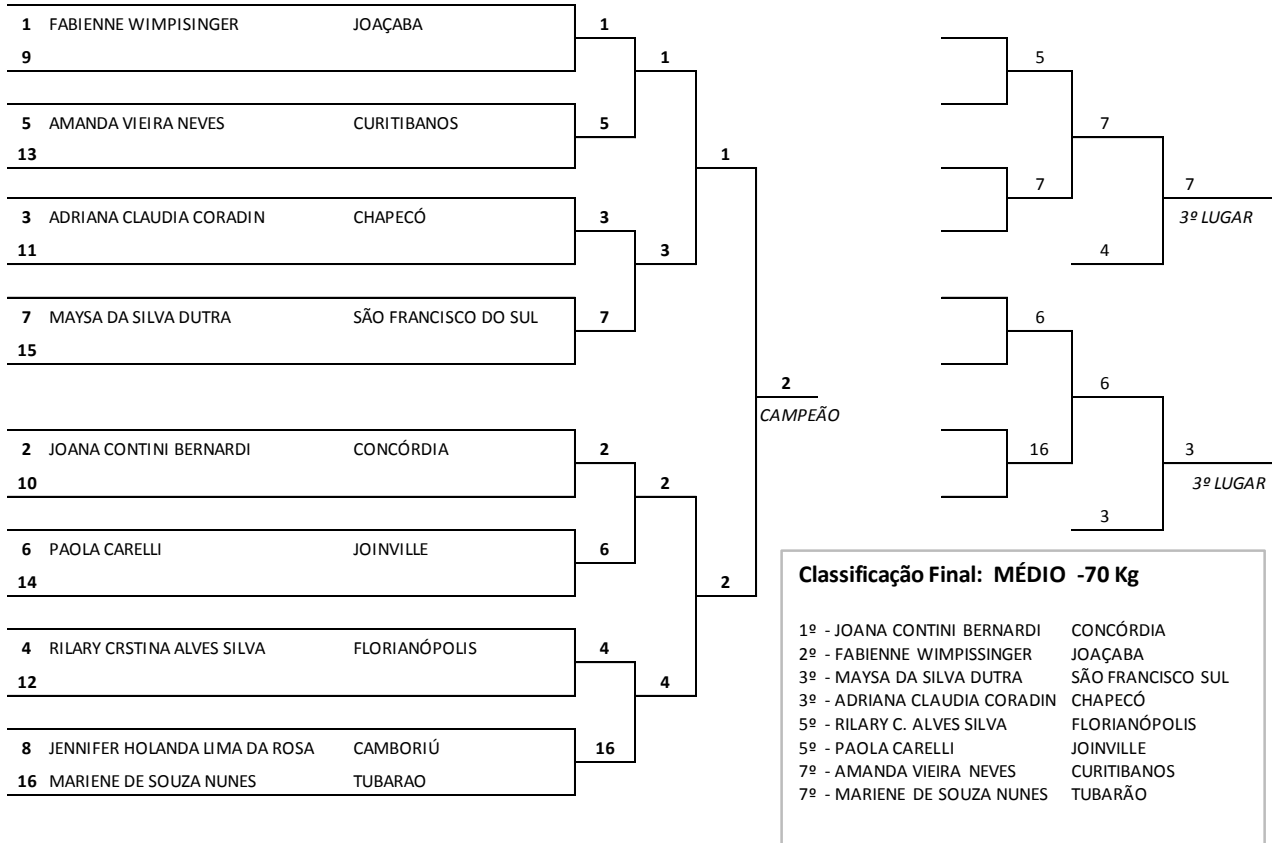 1 FABIENNE WIMPISINGER JOAÇABA
9
1
1
5 AMANDA VIEIRA NEVES CURITIBANOS
13
5
1
3 ADRIANA CLAUDIA CORADIN CHAPECÓ
11
3
3
7 MAYSA DA SILVA DUTRA SÃO FRANCISCO DO SUL
15
7
2
CAMPEÃO
2 JOANA CONTINI BERNARDI CONCÓRDIA
10
2
2
6 PAOLA CARELLI JOINVILLE
14
6
2
4 RILARY CRSTINA ALVES SILVA FLORIANÓPOLIS
12
4
4
8 JENNIFER HOLANDA LIMA DA ROSA CAMBORIÚ
16 MARIENE DE SOUZA NUNES TUBARAO
16
5
7
7
7
3º LUGAR
4
6
6
16
3
3º LUGAR
3
Classificação Final: MÉDIO -70 Kg
1º - JOANA CONTINI BERNARDI CONCÓRDIA
2º - FABIENNE WIMPISSINGER JOAÇABA
3º - MAYSA DA SILVA DUTRA SÃO FRANCISCO SUL
3º - ADRIANA CLAUDIA CORADIN CHAPECÓ
5º - RILARY C. ALVES SILVA FLORIANÓPOLIS
5º - PAOLA CARELLI JOINVILLE
7º - AMANDA VIEIRA NEVES CURITIBANOS
7º - MARIENE DE SOUZA NUNES TUBARÃO